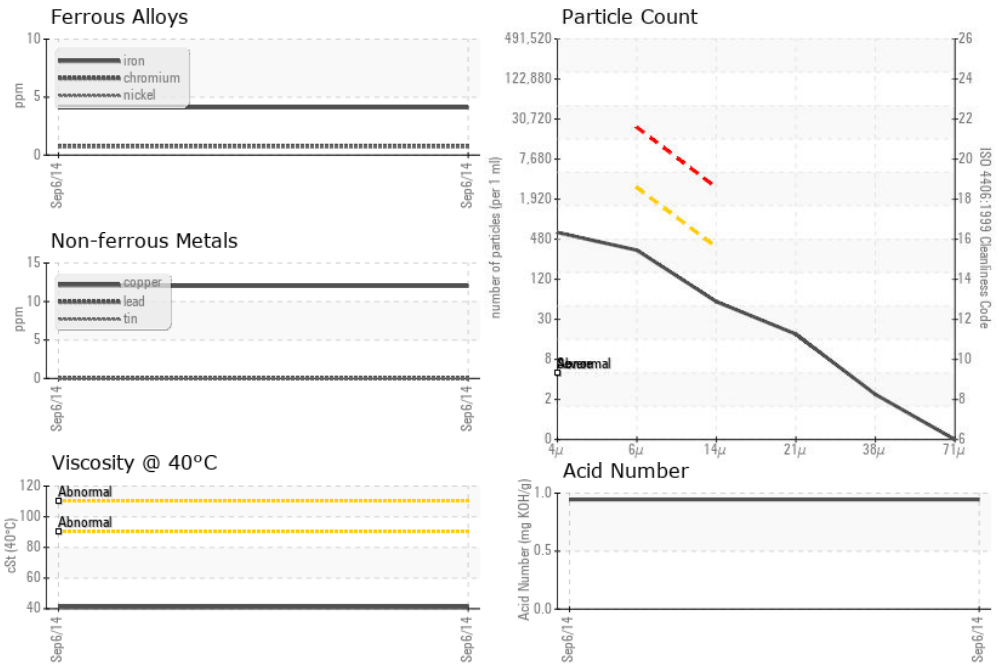 Ferrous Alloys
10
5
0
ppm
iron
chromium
nickel
Sep6/14
Sep6/14
Non-ferrous Metals
15
10
5
0
ppm
copper
lead
tin
Sep6/14
Sep6/14
Viscosity @ 40°C
120
100
80
60
40
cSt (40°C)
Abnormal
Abnormal
Sep6/14
Sep6/14
Particle Count
491,520
122,880
30,720
7,680
1,920
480
120
30
8
2
0
number of particles (per 1 ml)
26
24
22
20
18
16
14
12
10
8
6
ISO 4406:1999 Cleanliness Code
Abnormal
4µ
6µ
14µ
21µ
38µ
71µ
Acid Number
1.0
0.5
0.0
Acid Number (mg KOH/g)
Sep6/14
Sep6/14